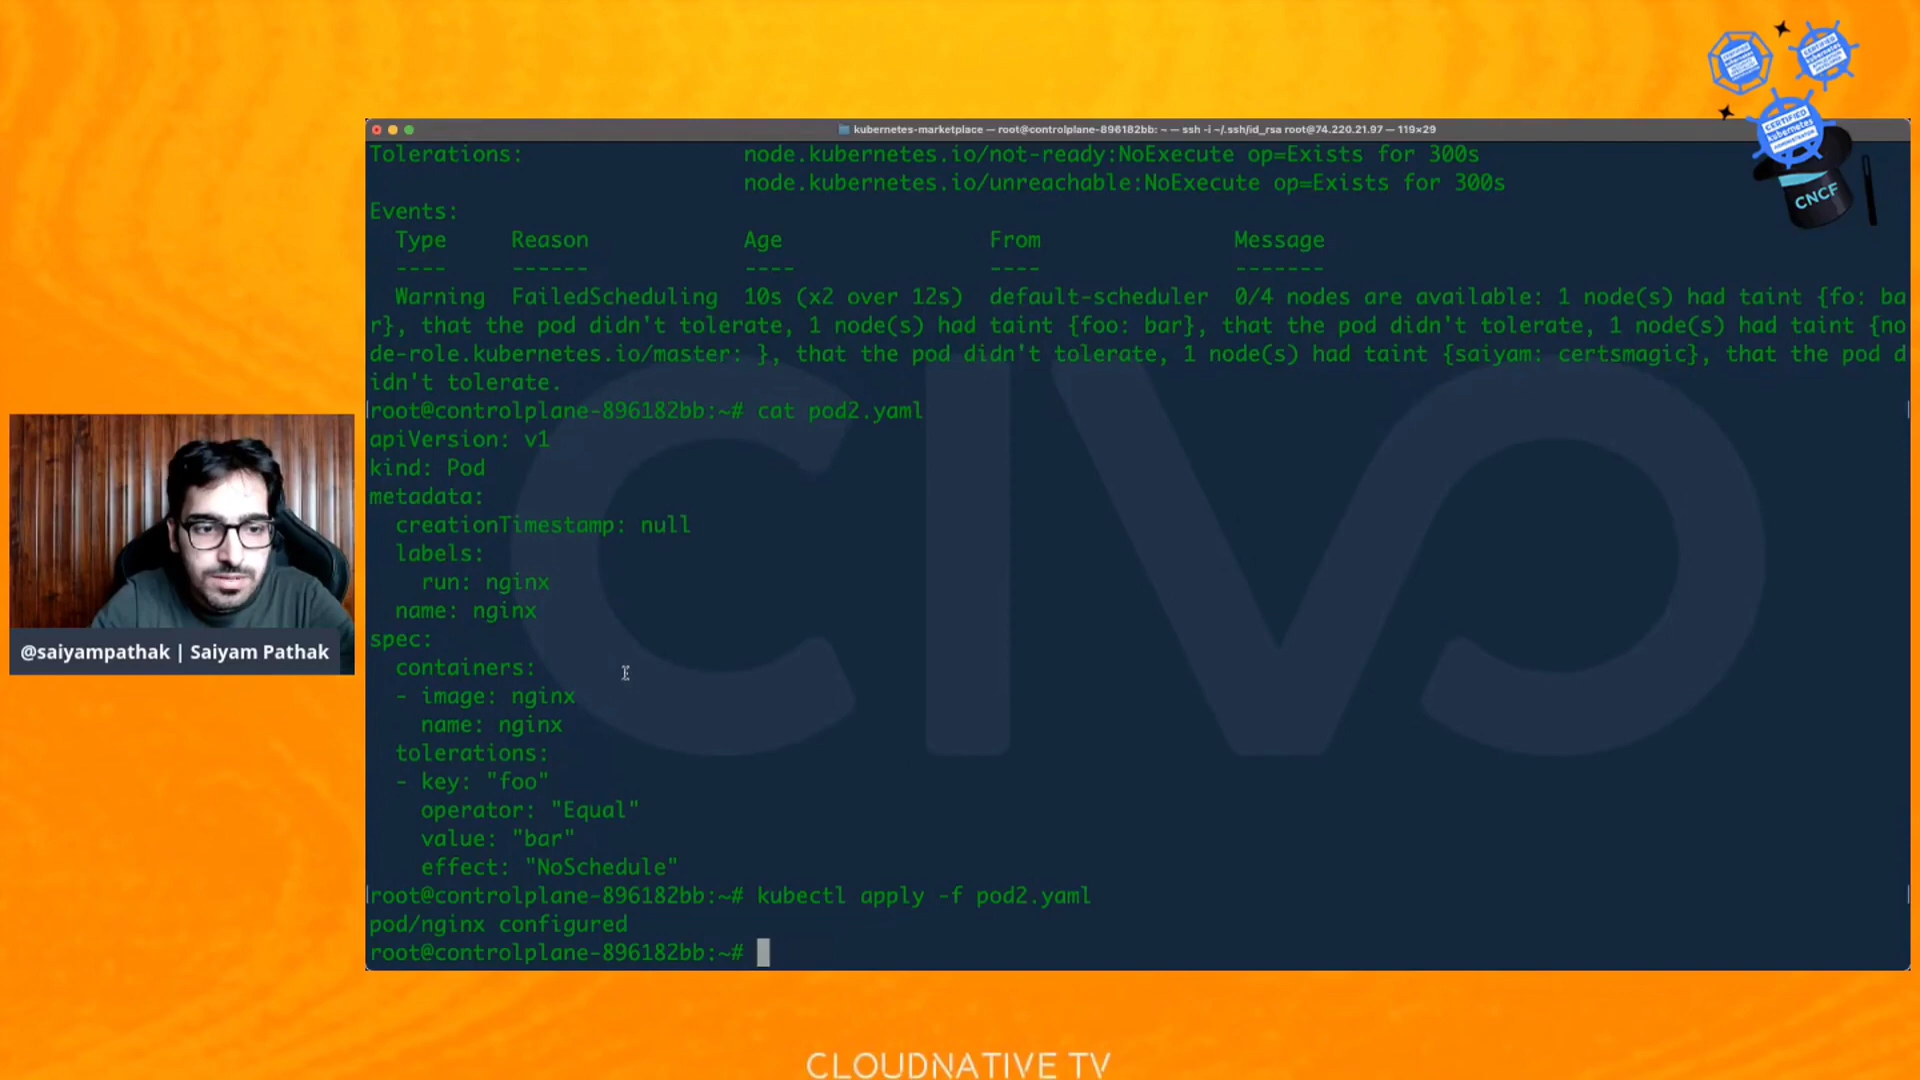 kubernetes-marketplace — root@controlplane-896182bb: ~ — ssh -i ~/.ssh/id_rsa root@74.220.21.97 — 119×29
Tolerations: node.kubernetes.io/not-ready:NoExecute op=Exists for 300s
node.kubernetes.io/unreachable:NoExecute op=Exists for 300s
Events:
Type Reason Age From Message
---- ------ ---- ---- -------
Warning FailedScheduling 10s (x2 over 12s) default-scheduler 0/4 nodes are available: 1 node(s) had taint {fo: ba
r}, that the pod didn't tolerate, 1 node(s) had taint {foo: bar}, that the pod didn't tolerate, 1 node(s) had taint {no
de-role.kubernetes.io/master: }, that the pod didn't tolerate, 1 node(s) had taint {saiyam: certsmagic}, that the pod d
idn't tolerate.
root@controlplane-896182bb:~# cat pod2.yaml
apiVersion: v1
kind: Pod
metadata:
  creationTimestamp: null
  labels:
    run: nginx
  name: nginx
spec:
  containers:
  - image: nginx
    name: nginx
  tolerations:
  - key: "foo"
    operator: "Equal"
    value: "bar"
    effect: "NoSchedule"
root@controlplane-896182bb:~# kubectl apply -f pod2.yaml
pod/nginx configured
root@controlplane-896182bb:~#
CIVO
@saiyampathak | Saiyam Pathak
CNCF
CERTIFIED kubernetes ADMINISTRATOR
CLOUDNATIVE TV